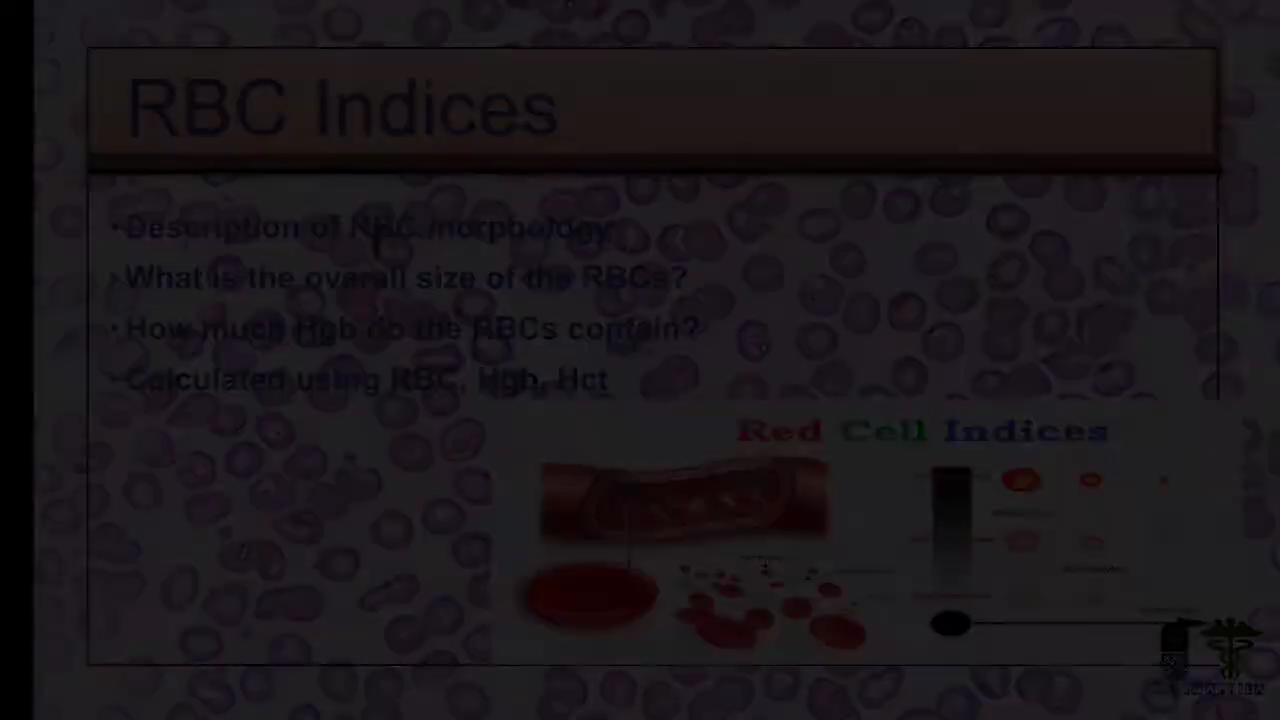 RBC Indices
• Description of RBC morphology
• What is the overall size of the RBCs?
• How much Hgb do the RBCs contain?
• Calculated using RBC, Hgb, Hct
Red Cell Indices